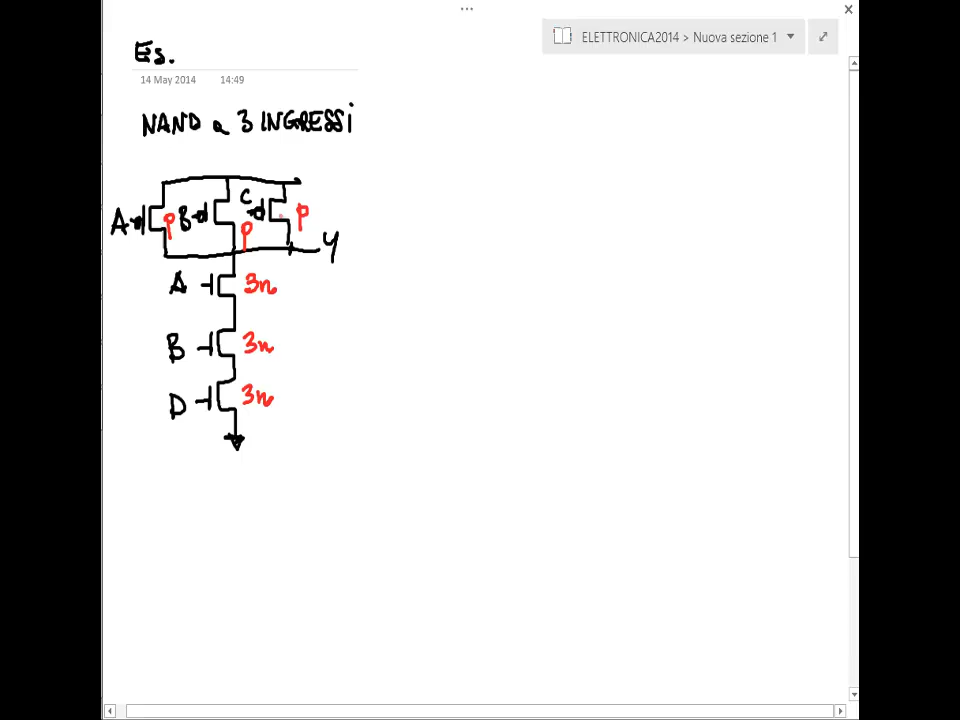 ELETTRONICA2014 > Nuova sezione 1
Es.
14 May 2014 14:49
NAND a 3 INGRESSI
A p B p C p
Y
A 3n
B 3n
D 3n